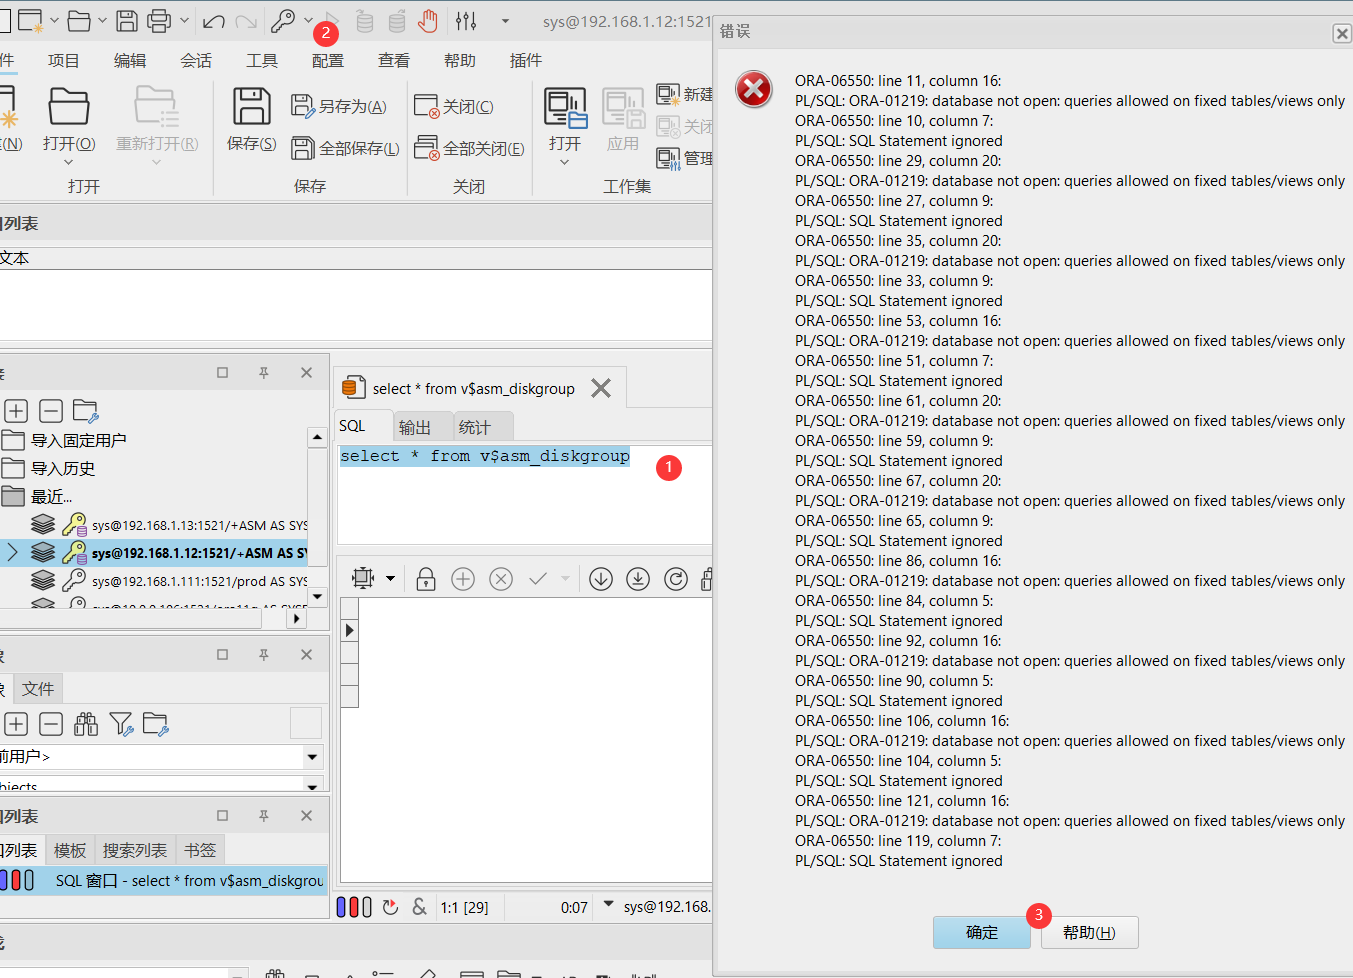 sys@192.168.1.12:1521/
2
件 项目 编辑 会话 工具 配置 查看 帮助 插件
(N) 打开(O) 重新打开(R) 保存(S) 另存为(A) 全部保存(L) 关闭(C) 全部关闭(E) 打开 应用 新建 关闭 管理
打开 保存 关闭 工作集
列表
文本
select * from v$asm_diskgroup
SQL 输出 统计
select * from v$asm_diskgroup
1
导入固定用户
导入历史
最近...
sys@192.168.1.13:1521/+ASM AS SYS
sys@192.168.1.12:1521/+ASM AS SY
sys@192.168.1.111:1521/prod AS SYS
文件
前用户>
列表
列表 模板 搜索列表 书签
SQL 窗口 - select * from v$asm_diskgrou
& 1:1 [29] 0:07 sys@192.168.
错误
ORA-06550: line 11, column 16:
PL/SQL: ORA-01219: database not open: queries allowed on fixed tables/views only
ORA-06550: line 10, column 7:
PL/SQL: SQL Statement ignored
ORA-06550: line 29, column 20:
PL/SQL: ORA-01219: database not open: queries allowed on fixed tables/views only
ORA-06550: line 27, column 9:
PL/SQL: SQL Statement ignored
ORA-06550: line 35, column 20:
PL/SQL: ORA-01219: database not open: queries allowed on fixed tables/views only
ORA-06550: line 33, column 9:
PL/SQL: SQL Statement ignored
ORA-06550: line 53, column 16:
PL/SQL: ORA-01219: database not open: queries allowed on fixed tables/views only
ORA-06550: line 51, column 7:
PL/SQL: SQL Statement ignored
ORA-06550: line 61, column 20:
PL/SQL: ORA-01219: database not open: queries allowed on fixed tables/views only
ORA-06550: line 59, column 9:
PL/SQL: SQL Statement ignored
ORA-06550: line 67, column 20:
PL/SQL: ORA-01219: database not open: queries allowed on fixed tables/views only
ORA-06550: line 65, column 9:
PL/SQL: SQL Statement ignored
ORA-06550: line 86, column 16:
PL/SQL: ORA-01219: database not open: queries allowed on fixed tables/views only
ORA-06550: line 84, column 5:
PL/SQL: SQL Statement ignored
ORA-06550: line 92, column 16:
PL/SQL: ORA-01219: database not open: queries allowed on fixed tables/views only
ORA-06550: line 90, column 5:
PL/SQL: SQL Statement ignored
ORA-06550: line 106, column 16:
PL/SQL: ORA-01219: database not open: queries allowed on fixed tables/views only
ORA-06550: line 104, column 5:
PL/SQL: SQL Statement ignored
ORA-06550: line 121, column 16:
PL/SQL: ORA-01219: database not open: queries allowed on fixed tables/views only
ORA-06550: line 119, column 7:
PL/SQL: SQL Statement ignored
3
确定 帮助(H)